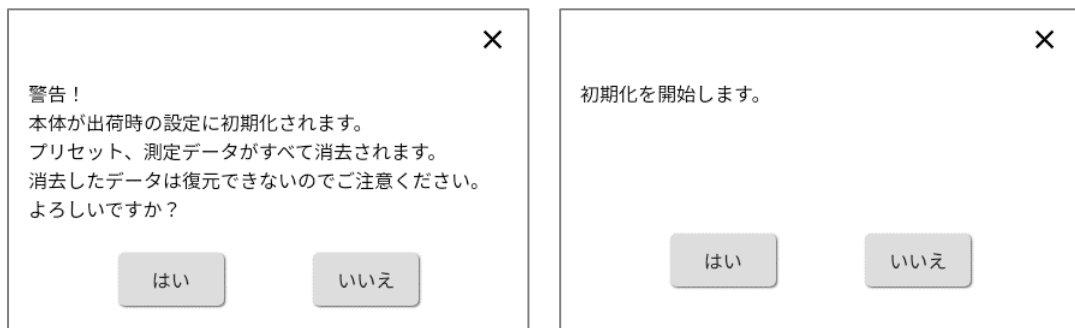 警告！
本体が出荷時の設定に初期化されます。
プリセット、測定データがすべて消去されます。
消去したデータは復元できないのでご注意ください。
よろしいですか？
はい
いいえ
初期化を開始します。
はい
いいえ